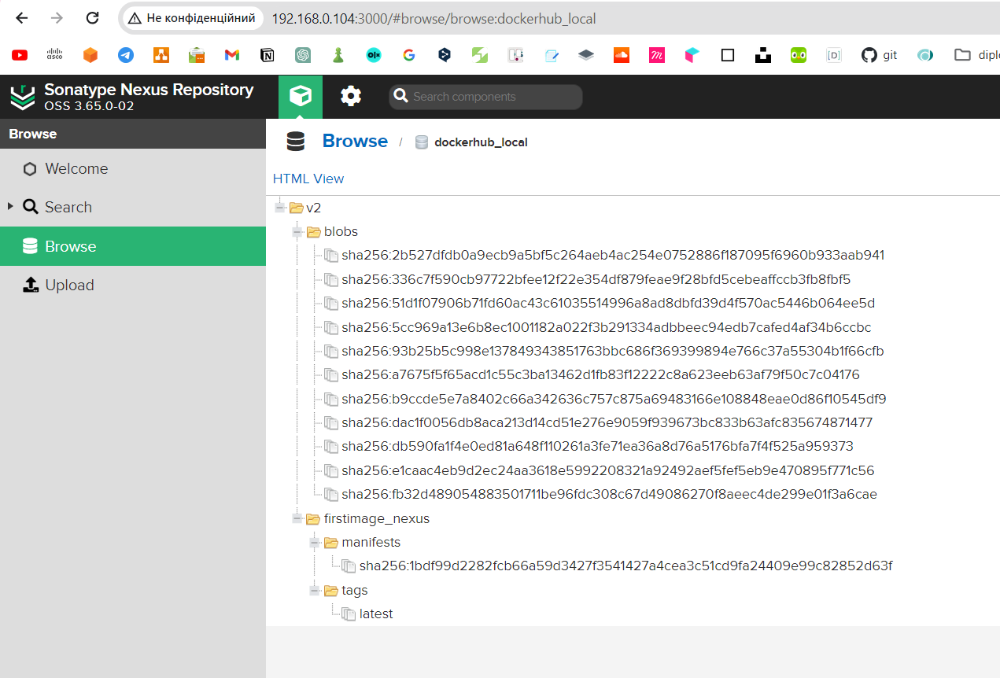 Не конфіденційний 192.168.0.104:3000/#browse/browse:dockerhub_local
git diplo
Sonatype Nexus Repository
OSS 3.65.0-02
Search components
Browse
Browse / dockerhub_local
Welcome
HTML View
Search
Browse
Upload
v2
blobs
sha256:2b527dfdb0a9ecb9a5bf5c264aeb4ac254e0752886f187095f6960b933aab941
sha256:336c7f590cb97722bfee12f22e354df879feae9f28bfd5cebeaffccb3fb8fbf5
sha256:51d1f07906b71fd60ac43c61035514996a8ad8dbfd39d4f570ac5446b064ee5d
sha256:5cc969a13e6b8ec1001182a022f3b291334adbbeec94edb7cafed4af34b6ccbc
sha256:93b25b5c998e137849343851763bbc686f369399894e766c37a55304b1f66cfb
sha256:a7675f5f65acd1c55c3ba13462d1fb83f12222c8a623eeb63af79f50c7c04176
sha256:b9ccde5e7a8402c66a342636c757c875a69483166e108848eae0d86f10545df9
sha256:dac1f0056db8aca213d14cd51e276e9059f939673bc833b63afc835674871477
sha256:db590fa1f4e0ed81a648f110261a3fe71ea36a8d76a5176bfa7f4f525a959373
sha256:e1caac4eb9d2ec24aa3618e5992208321a92492aef5fef5eb9e470895f771c56
sha256:fb32d489054883501711be96fdc308c67d49086270f8aeec4de299e01f3a6cae
firstimage_nexus
manifests
sha256:1bdf99d2282fcb66a59d3427f3541427a4cea3c51cd9fa24409e99c82852d63f
tags
latest